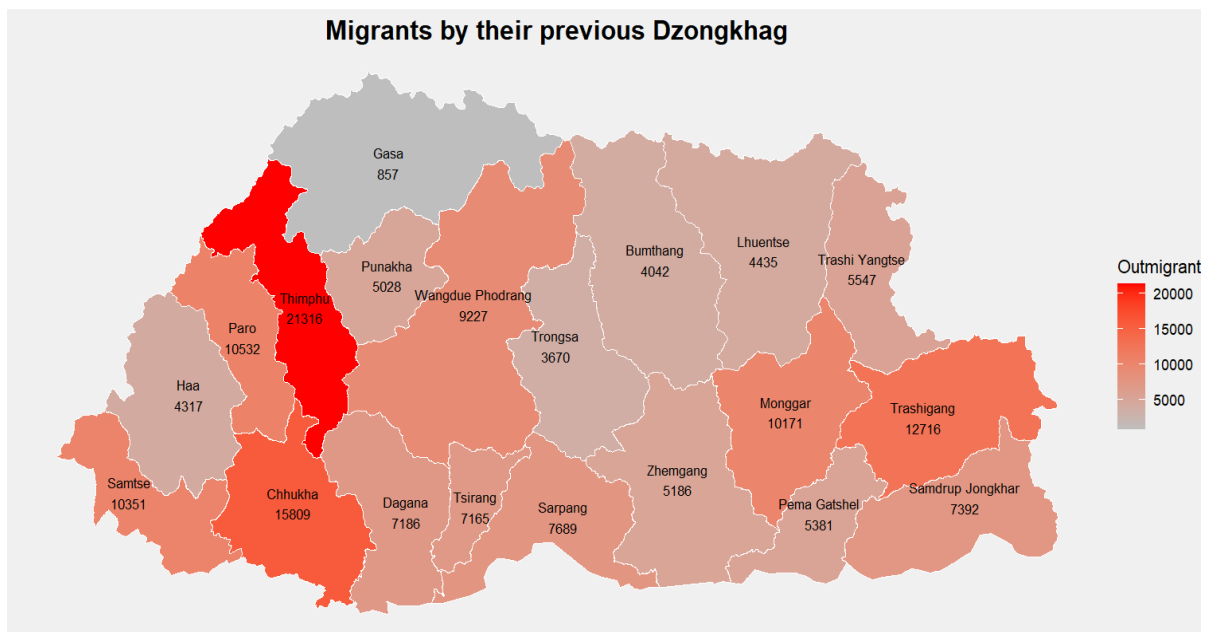 Migrants by their previous Dzongkhag
Gasa
857
Punakha
5028
Wangdue Phodrang
9227
Bumthang
4042
Lhuentse
4435
Trashi Yangtse
5547
Thimphu
21316
Paro
10532
Trongsa
3670
Haa
4317
Monggar
10171
Trashigang
12716
Samtse
10351
Chhukha
15809
Dagana
7186
Tsirang
7165
Sarpang
7689
Zhemgang
5186
Pema Gatshel
5381
Samdrup Jongkhar
7392
Outmigrant
20000
15000
10000
5000